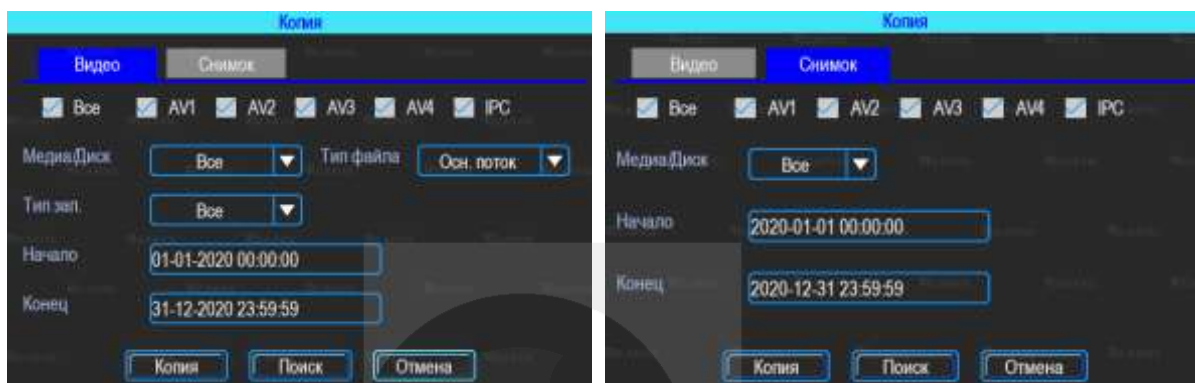 Копия
Видео Снимок
Все AV1 AV2 AV3 AV4 IPC
Медиа/Диск Все Тип файла Осн. поток
Тип зап. Все
Начало 01-01-2020 00:00:00
Конец 31-12-2020 23:59:59
Копия Поиск Отмена
Копия
Видео Снимок
Все AV1 AV2 AV3 AV4 IPC
Медиа/Диск Все
Начало 2020-01-01 00:00:00
Конец 2020-12-31 23:59:59
Копия Поиск Отмена